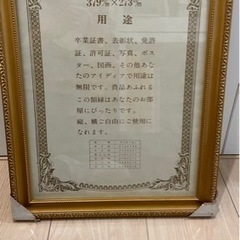 379㎜×273㎜
用途
卒業証書、表彰状、免許
証、許可証、写真、ポス
ター、図画、その他あな
たのアイディアで用途は
無限です。商品あふれる
この額縁はあなたのお部
屋にぴったりです。
縦、横ご自由にご使用に
なれます。